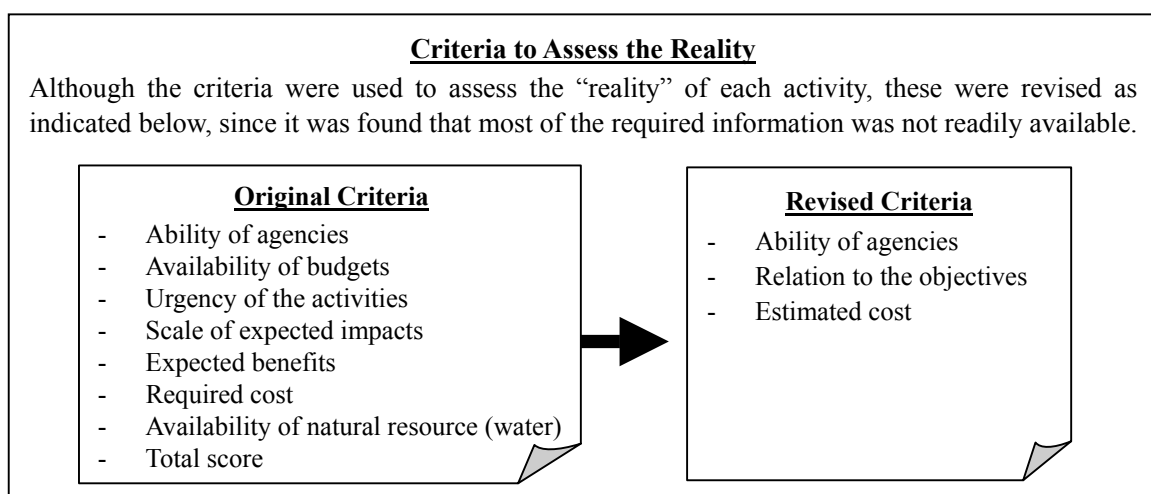 Criteria to Assess the Reality
Although the criteria were used to assess the “reality” of each activity, these were revised as
indicated below, since it was found that most of the required information was not readily available.
Original Criteria
- Ability of agencies
- Availability of budgets
- Urgency of the activities
- Scale of expected impacts
- Expected benefits
- Required cost
- Availability of natural resource (water)
- Total score
Revised Criteria
- Ability of agencies
- Relation to the objectives
- Estimated cost